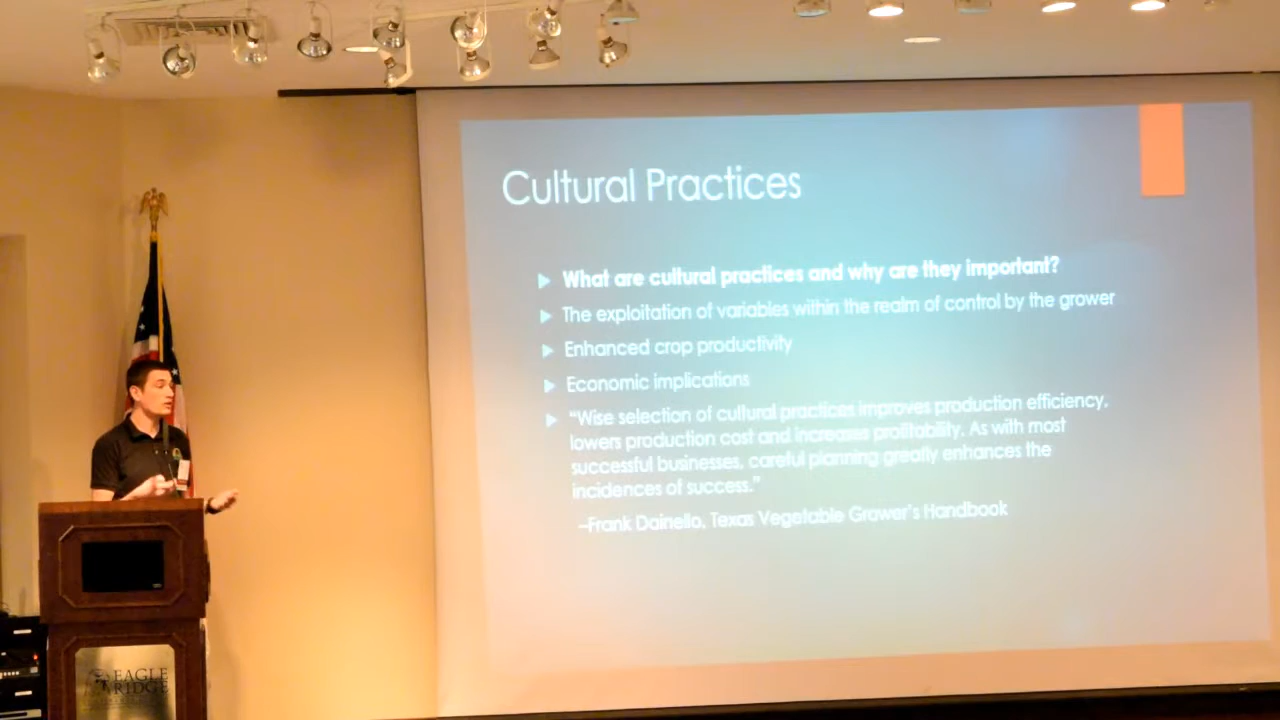 Cultural Practices
What are cultural practices and why are they important?
The exploitation of variables within the realm of control by the grower
Enhanced crop productivity
Economic implications
“Wise selection of cultural practices improves production efficiency,
lowers production cost and increases profitability. As with most
successful businesses, careful planning greatly enhances the
incidences of success.”
–Frank Dainello, Texas Vegetable Grower’s Handbook
EAGLE
RIDGE